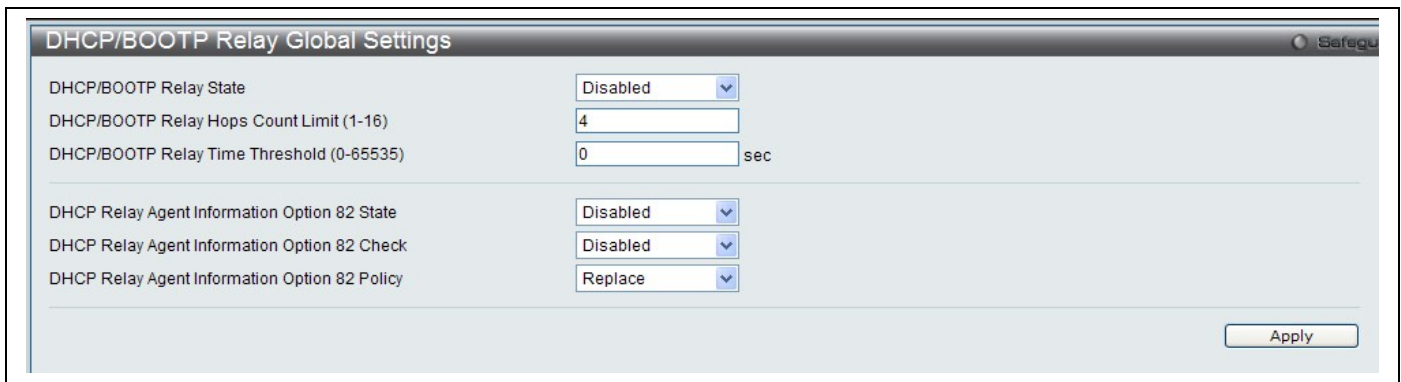 DHCP/BOOTP Relay Global Settings
DHCP/BOOTP Relay State Disabled
DHCP/BOOTP Relay Hops Count Limit (1-16) 4
DHCP/BOOTP Relay Time Threshold (0-65535) 0 sec
DHCP Relay Agent Information Option 82 State Disabled
DHCP Relay Agent Information Option 82 Check Disabled
DHCP Relay Agent Information Option 82 Policy Replace
Apply